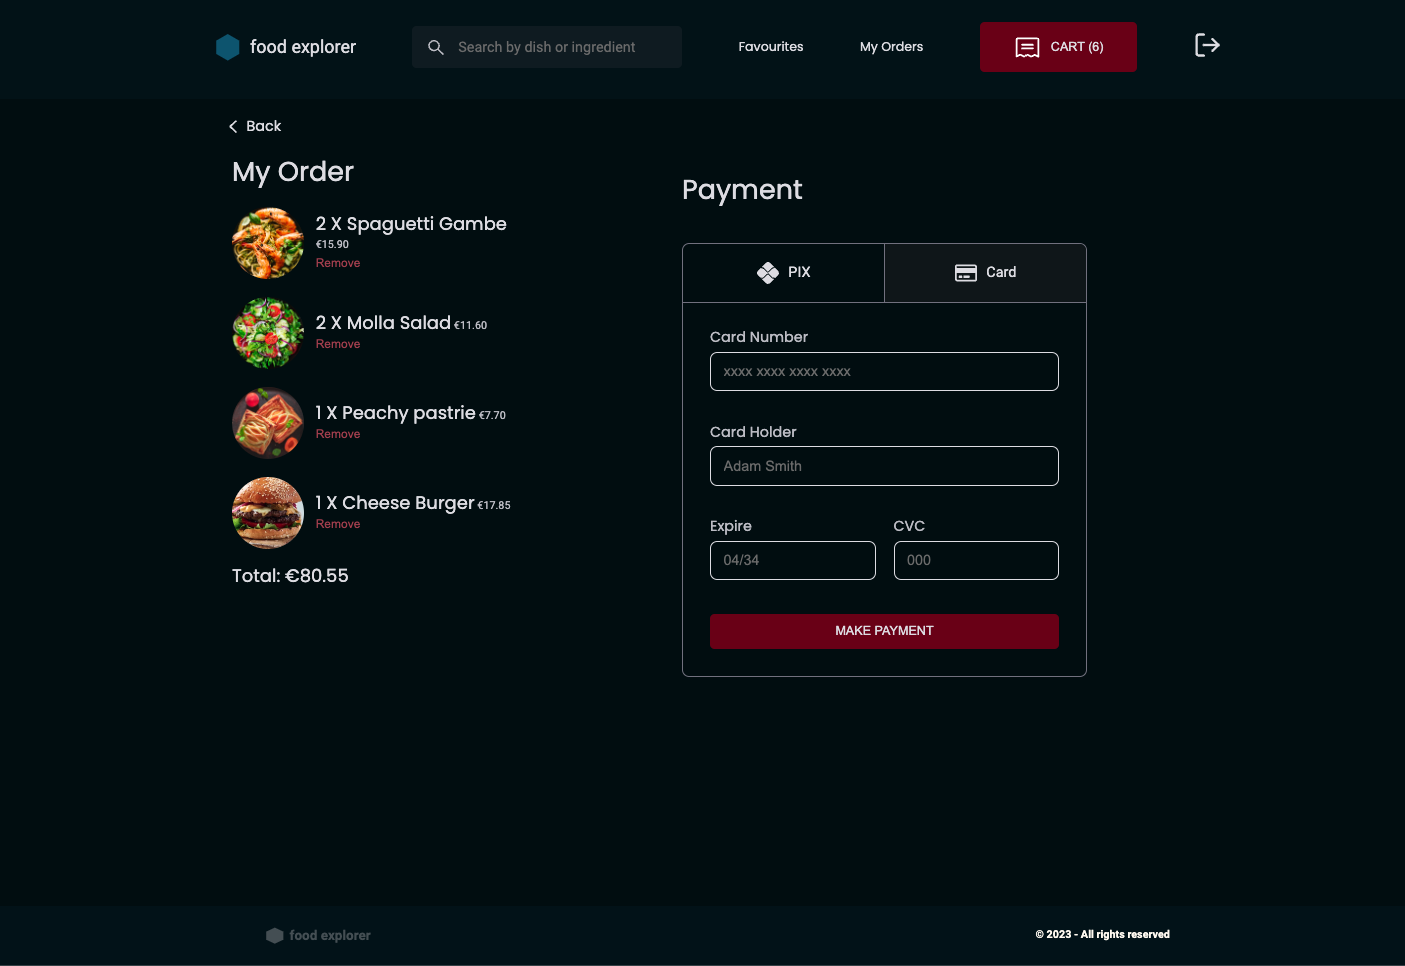 food explorer
Search by dish or ingredient
Favourites
My Orders
CART (6)
Back
My Order
2 X Spaguetti Gambe
€15.90
Remove
2 X Molla Salad €11.60
Remove
1 X Peachy pastrie €7.70
Remove
1 X Cheese Burger €17.85
Remove
Total: €80.55
Payment
PIX
Card
Card Number
xxxx xxxx xxxx xxxx
Card Holder
Adam Smith
Expire
CVC
04/34
000
MAKE PAYMENT
food explorer
© 2023 - All rights reserved